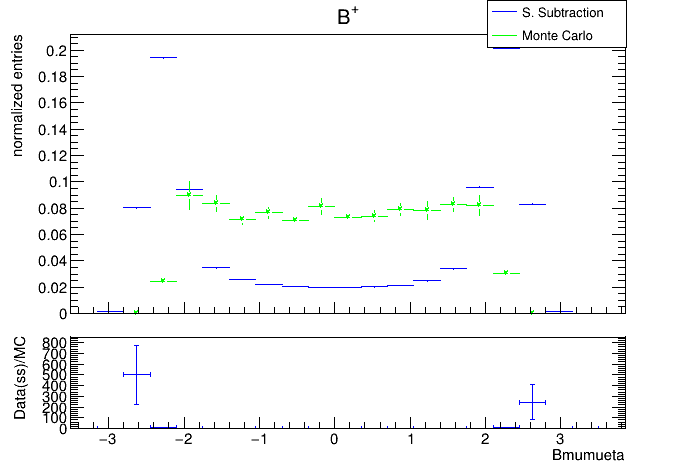 B+
S. Subtraction
Monte Carlo
normalized entries
0.2
0.18
0.16
0.14
0.12
0.1
0.08
0.06
0.04
0.02
0
Data(ss)/MC
800
700
600
500
400
300
200
100
0
−3 −2 −1 0 1 2 3
Bmumueta